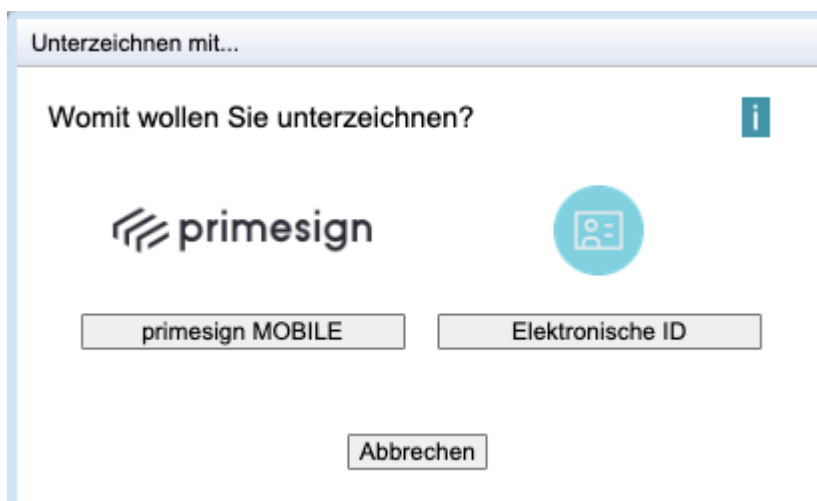 Unterzeichnen mit...
Womit wollen Sie unterzeichnen?
i
primesign
primesign MOBILE
Elektronische ID
Abbrechen